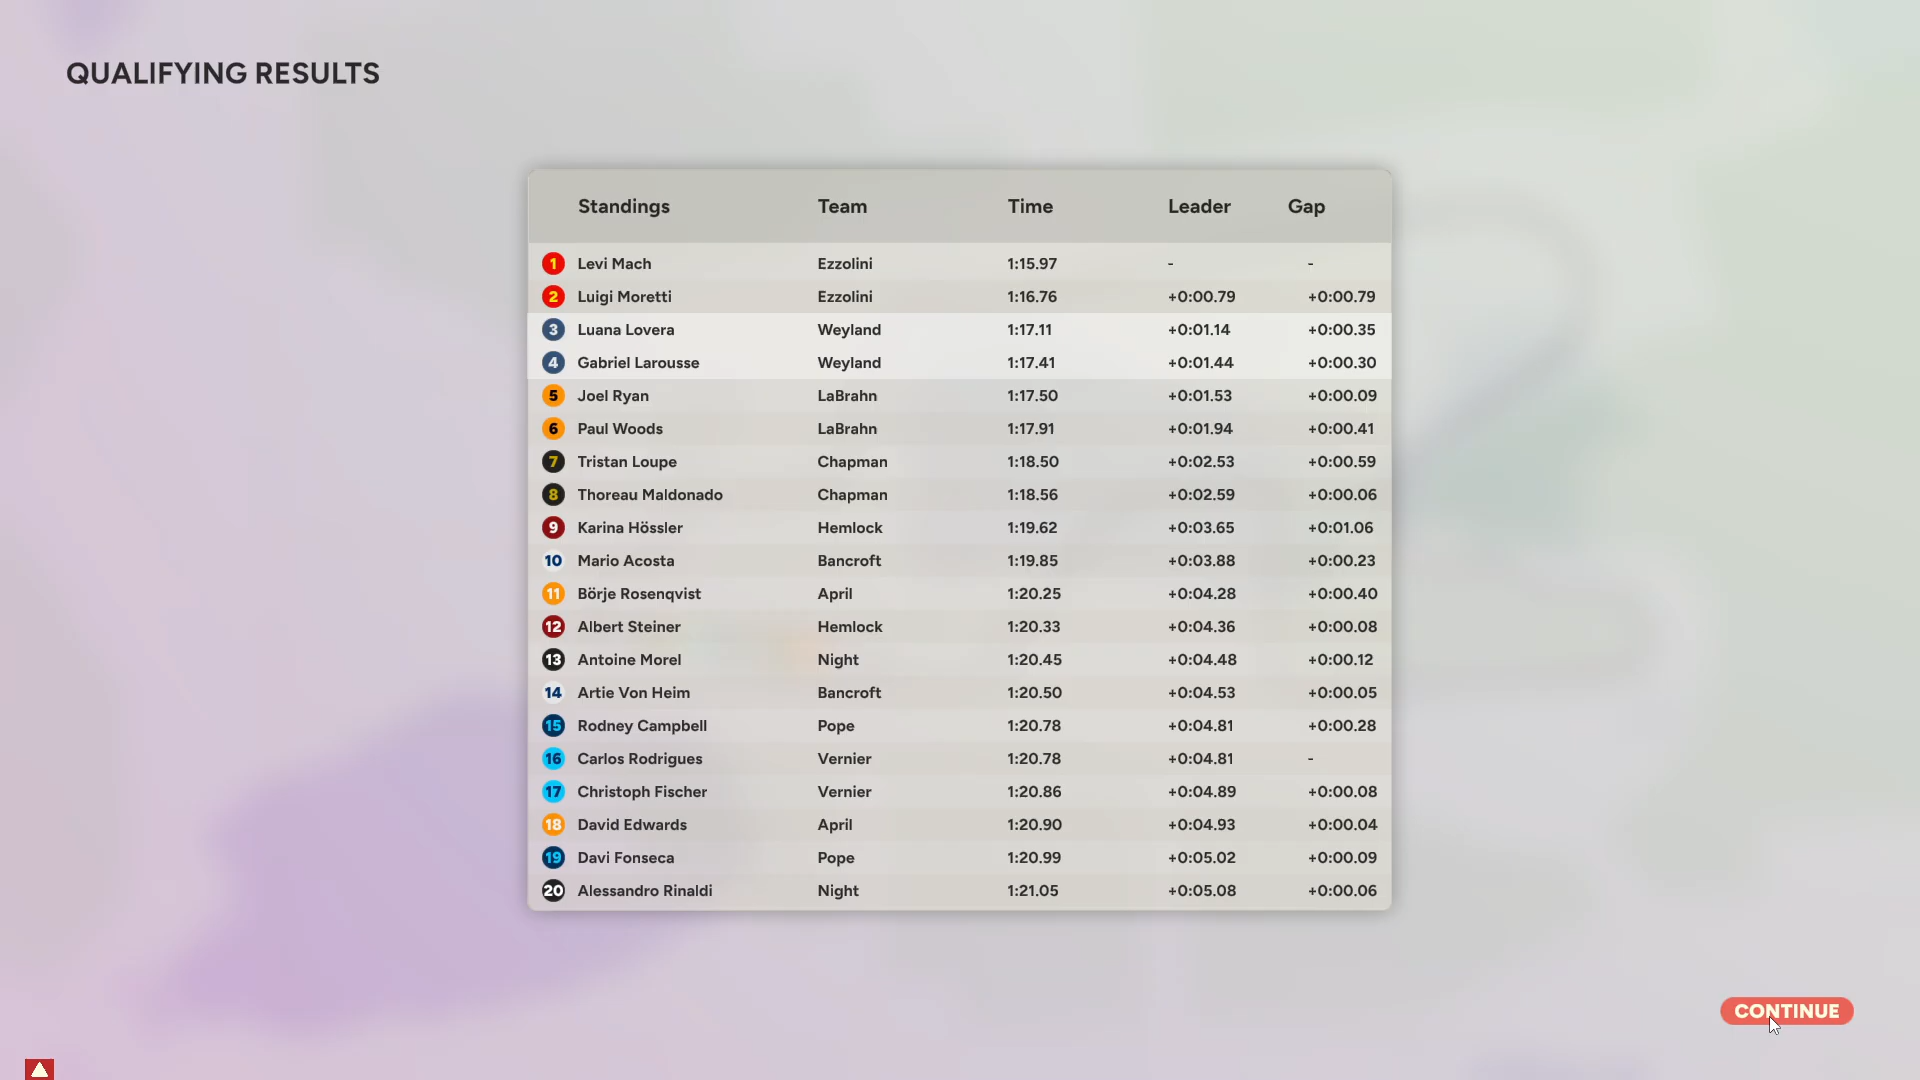 QUALIFYING RESULTS
Standings Team Time Leader Gap
1 Levi Mach Ezzolini 1:15.97 - -
2 Luigi Moretti Ezzolini 1:16.76 +0:00.79 +0:00.79
3 Luana Lovera Weyland 1:17.11 +0:01.14 +0:00.35
4 Gabriel Larousse Weyland 1:17.41 +0:01.44 +0:00.30
5 Joel Ryan LaBrahn 1:17.50 +0:01.53 +0:00.09
6 Paul Woods LaBrahn 1:17.91 +0:01.94 +0:00.41
7 Tristan Loupe Chapman 1:18.50 +0:02.53 +0:00.59
8 Thoreau Maldonado Chapman 1:18.56 +0:02.59 +0:00.06
9 Karina Hössler Hemlock 1:19.62 +0:03.65 +0:01.06
10 Mario Acosta Bancroft 1:19.85 +0:03.88 +0:00.23
11 Börje Rosenqvist April 1:20.25 +0:04.28 +0:00.40
12 Albert Steiner Hemlock 1:20.33 +0:04.36 +0:00.08
13 Antoine Morel Night 1:20.45 +0:04.48 +0:00.12
14 Artie Von Heim Bancroft 1:20.50 +0:04.53 +0:00.05
15 Rodney Campbell Pope 1:20.78 +0:04.81 +0:00.28
16 Carlos Rodrigues Vernier 1:20.78 +0:04.81 -
17 Christoph Fischer Vernier 1:20.86 +0:04.89 +0:00.08
18 David Edwards April 1:20.90 +0:04.93 +0:00.04
19 Davi Fonseca Pope 1:20.99 +0:05.02 +0:00.09
20 Alessandro Rinaldi Night 1:21.05 +0:05.08 +0:00.06
CONTINUE